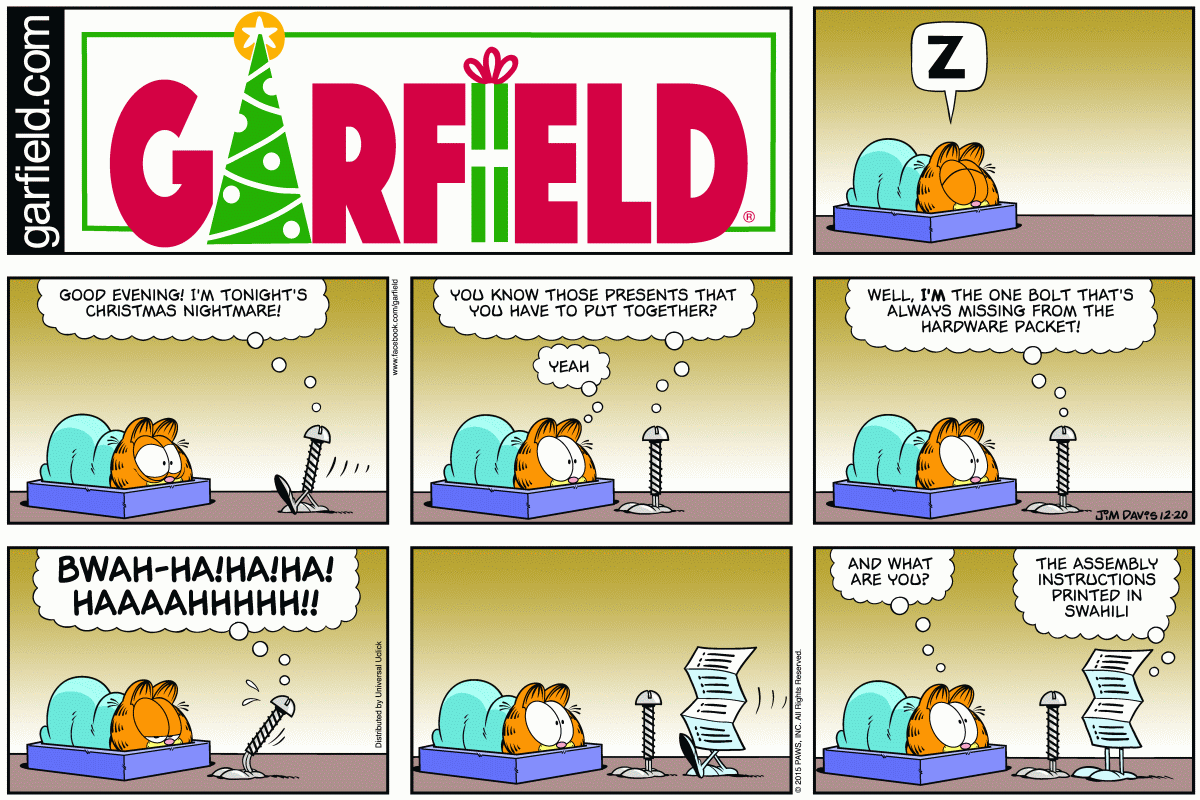 garfield.com
GARFIELD®
Z
GOOD EVENING! I'M TONIGHT'S
CHRISTMAS NIGHTMARE!
www.facebook.com/garfield
YOU KNOW THOSE PRESENTS THAT
YOU HAVE TO PUT TOGETHER?
YEAH
WELL, I'M THE ONE BOLT THAT'S
ALWAYS MISSING FROM THE
HARDWARE PACKET!
JIM DAVIS 12-20
BWAH-HA!HA!HA!
HAAAAHHHHH!!
Distributed by Universal Uclick
© 2015 PAWS, INC. All Rights Reserved.
AND WHAT
ARE YOU?
THE ASSEMBLY
INSTRUCTIONS
PRINTED IN
SWAHILI